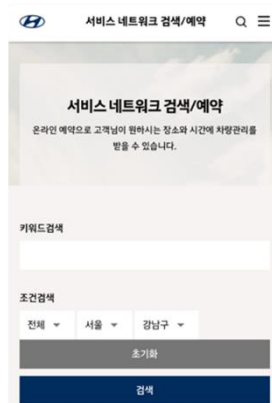 서비스 네트워크 검색/예약
서비스 네트워크 검색/예약
온라인 예약으로 고객님이 원하시는 장소와 시간에 차량관리를
받을 수 있습니다.
키워드검색
조건검색
전체 서울 강남구
초기화
검색